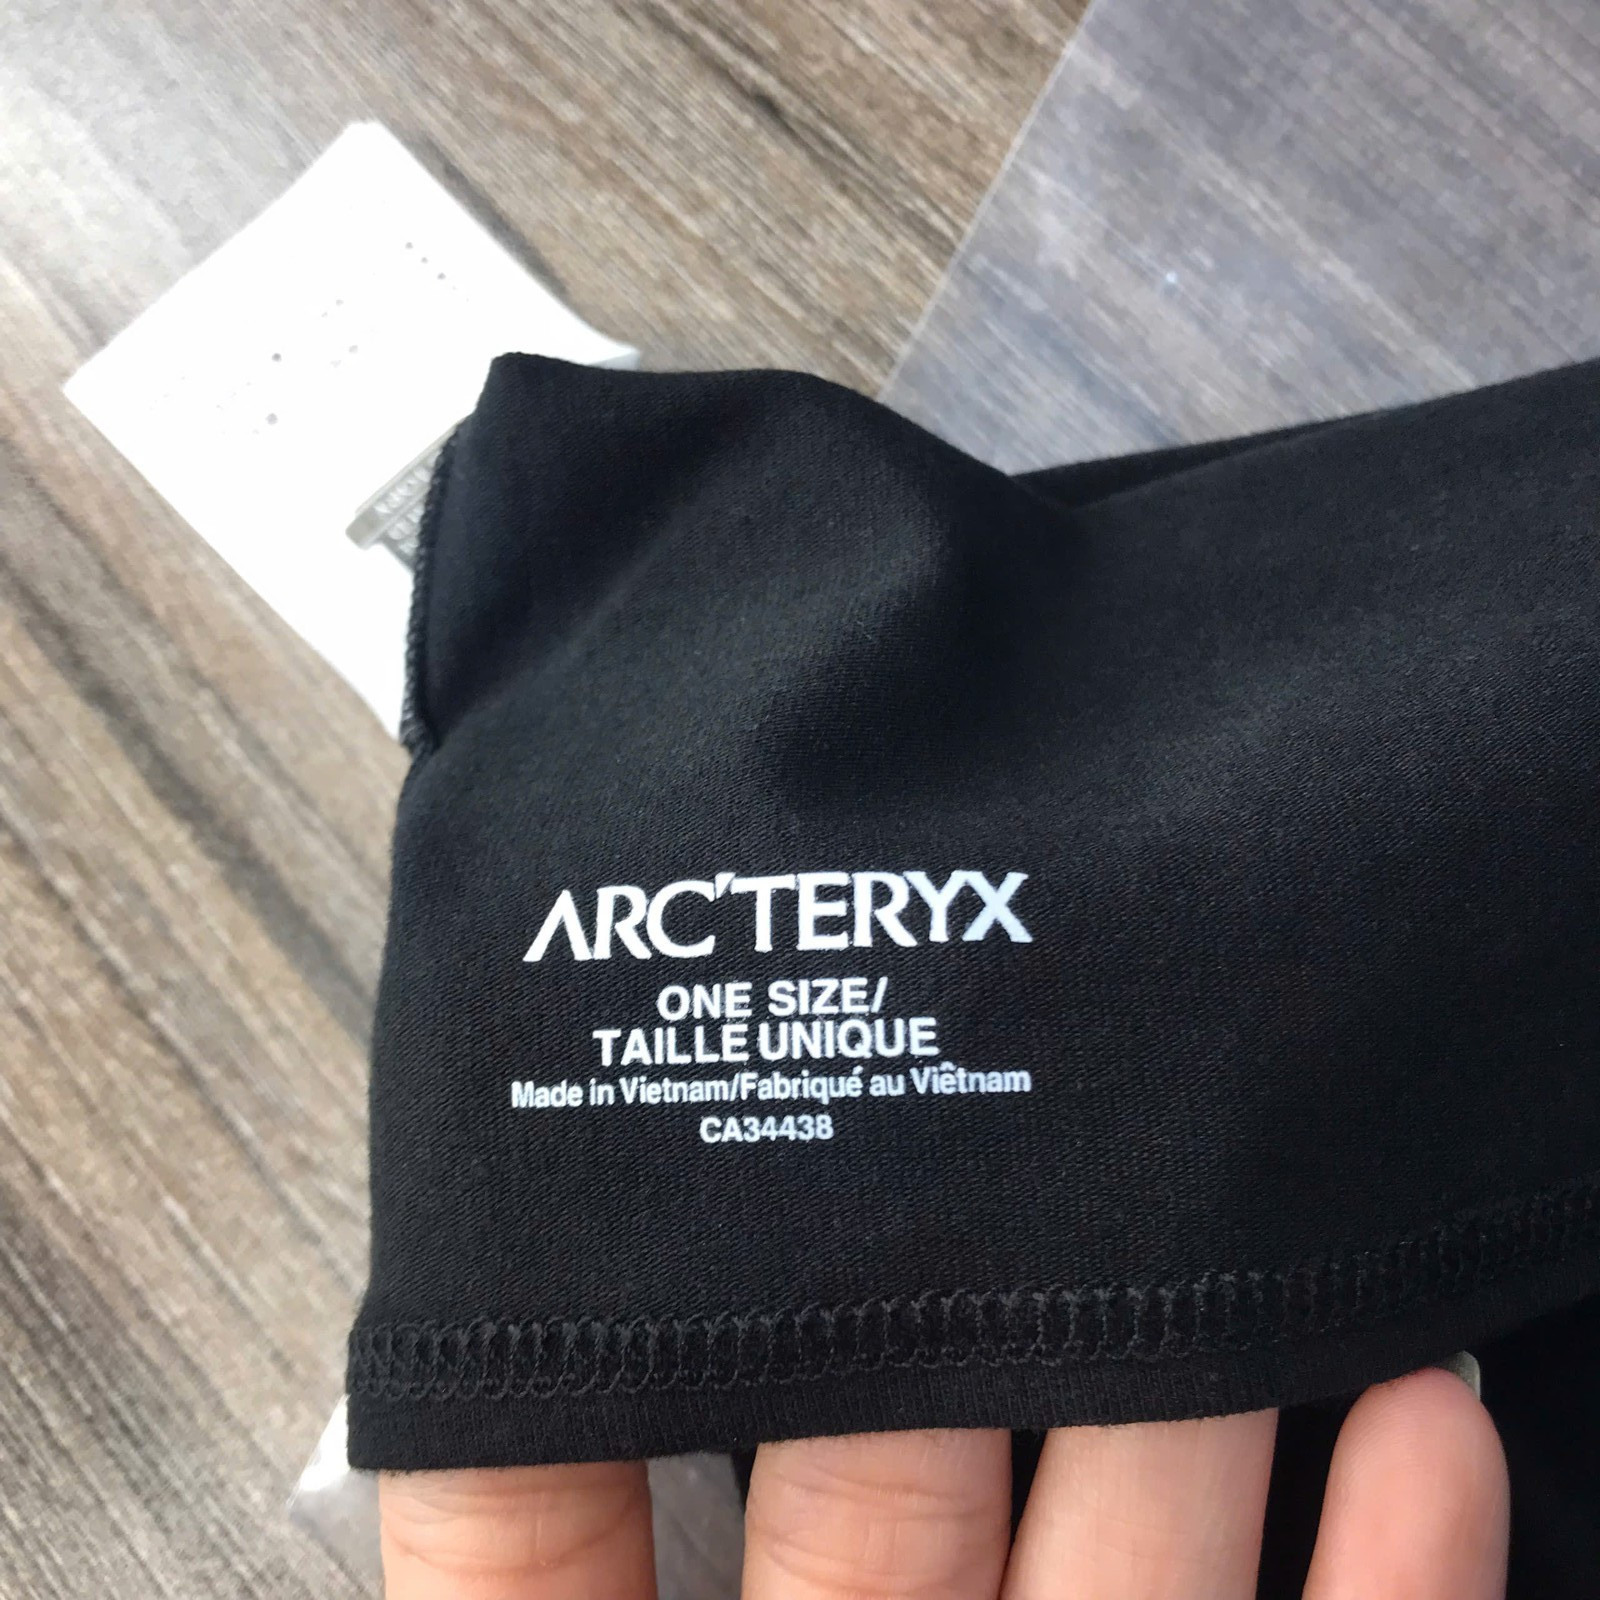 ARC'TERYX
ONE SIZE/
TAILLE UNIQUE
Made in Vietnam/Fabriqué au Viêtnam
CA34438